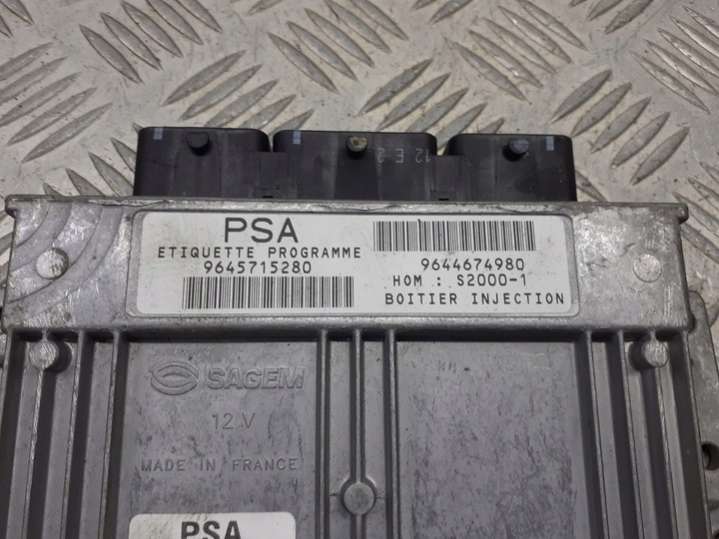 12 E 2
PSA
ETIQUETTE PROGRAMME
9645715280
9644674980
HOM : S2000-1
BOITIER INJECTION
SAGEM
12 V
MADE IN FRANCE
PSA